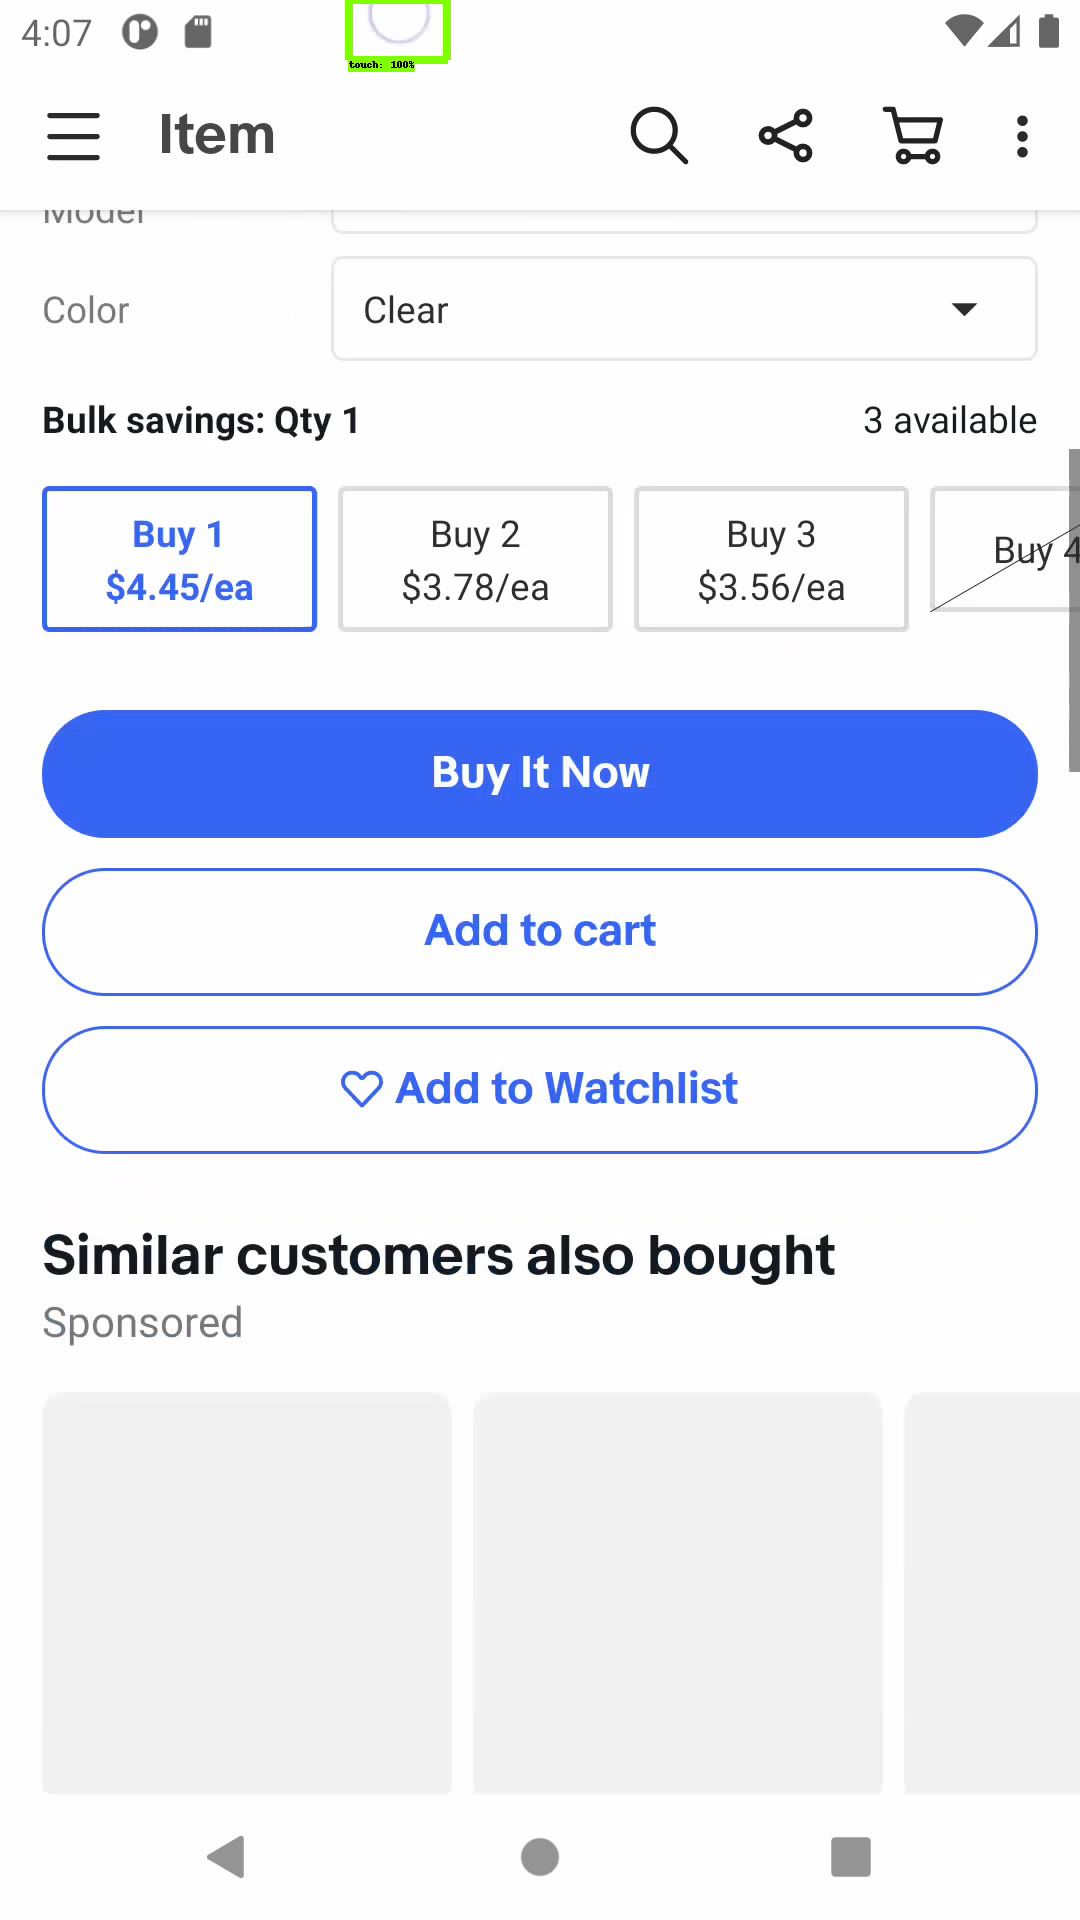 4:07
touch: 100%
Item
Model
Color
Clear
Bulk savings: Qty 1
3 available
Buy 1
$4.45/ea
Buy 2
$3.78/ea
Buy 3
$3.56/ea
Buy 4
Buy It Now
Add to cart
Add to Watchlist
Similar customers also bought
Sponsored